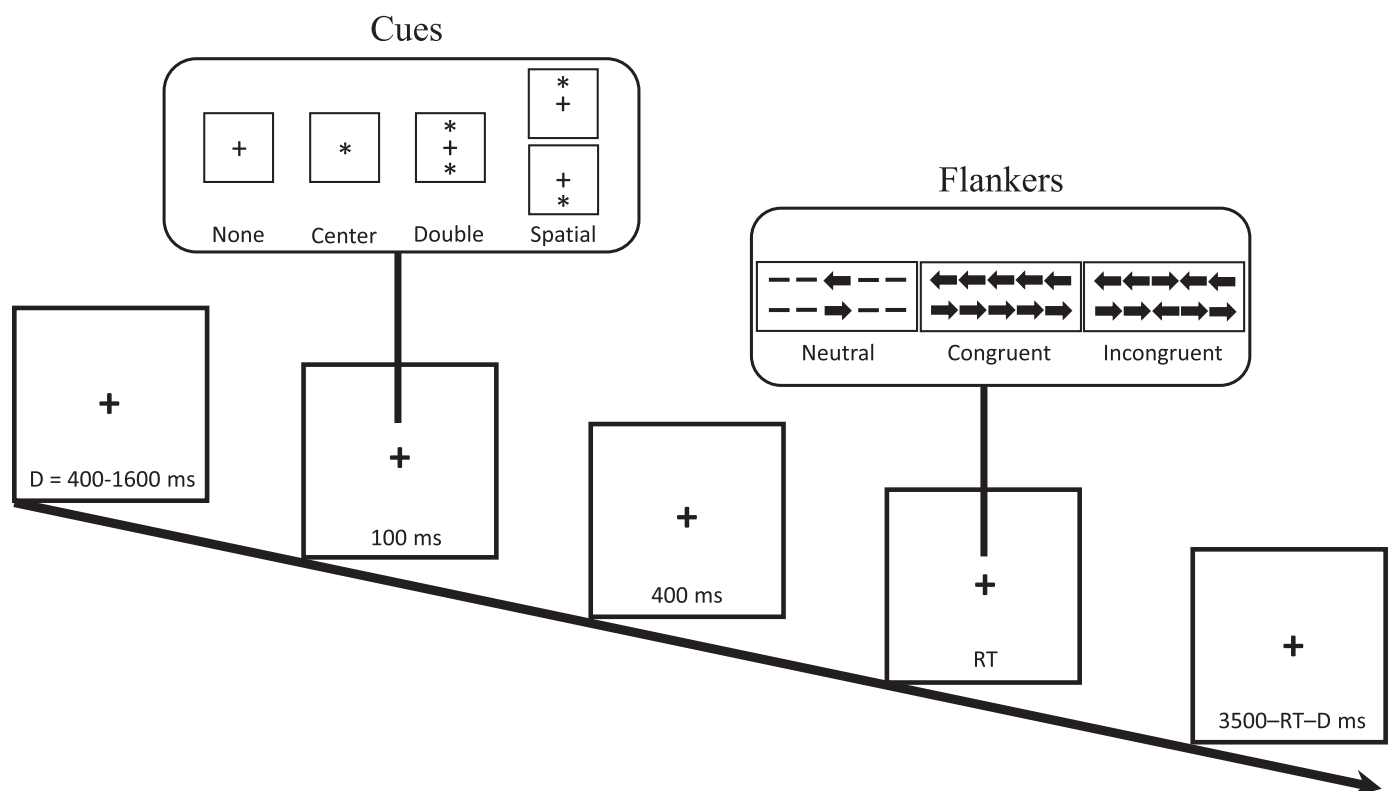 Cues
*
+
+
*
*
+
*
+
*
None
Center
Double
Spatial
Flankers
Neutral
Congruent
Incongruent
+
D = 400-1600 ms
+
100 ms
+
400 ms
+
RT
+
3500–RT–D ms